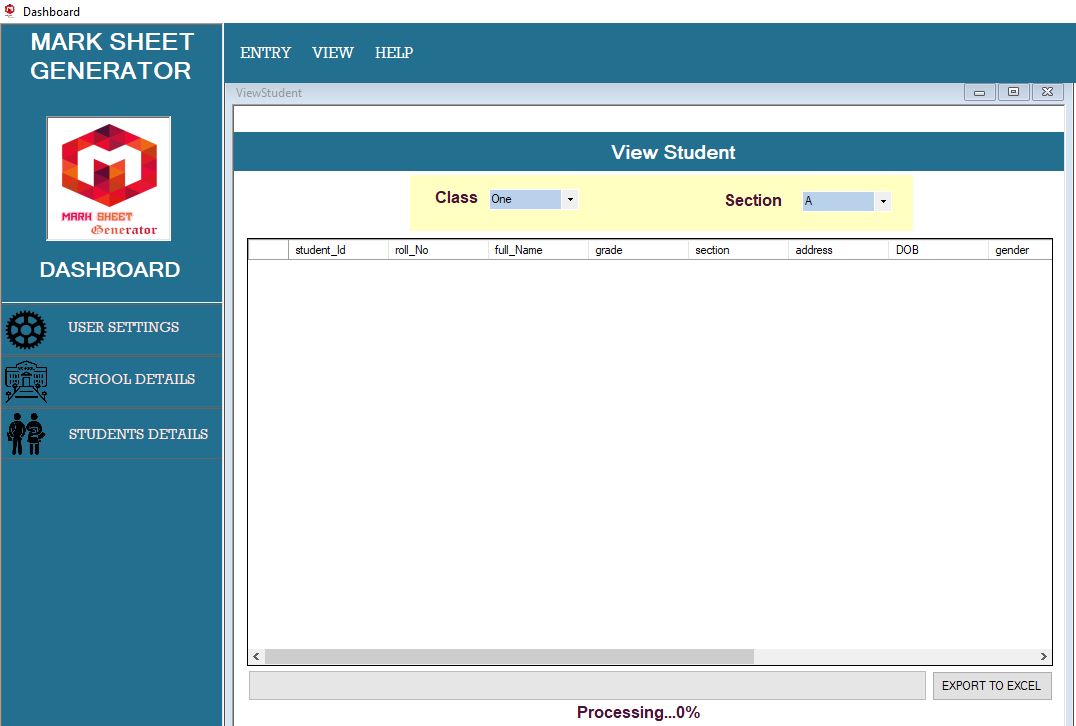 Dashboard
MARK SHEET
GENERATOR
MARK SHEET
Generator
DASHBOARD
USER SETTINGS
SCHOOL DETAILS
STUDENTS DETAILS
ENTRY VIEW HELP
ViewStudent
View Student
Class One Section A
student_Id roll_No full_Name grade section address DOB gender
EXPORT TO EXCEL
Processing...0%